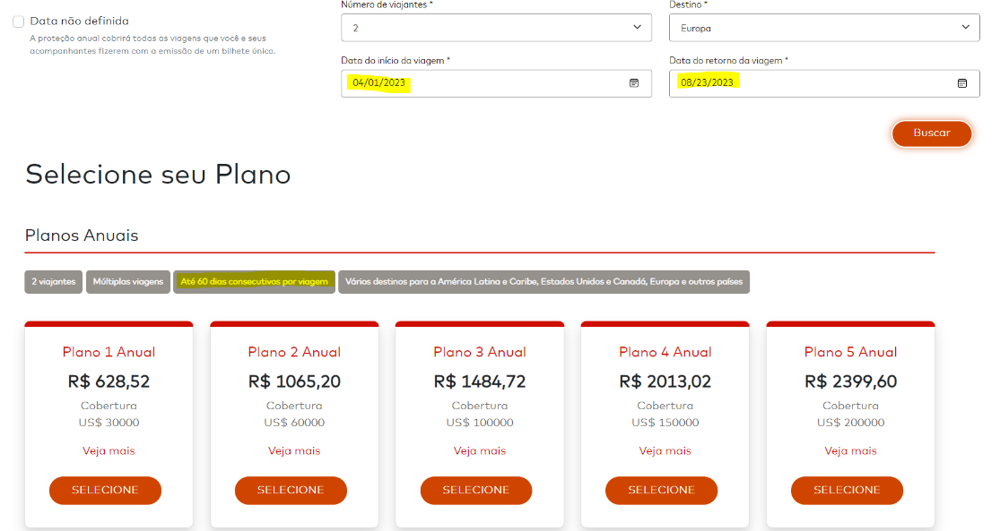 Data não definida
A proteção anual cobrirá todas as viagens que você e seus
acompanhantes fizerem com a emissão de um bilhete único.
Número de viajantes *
2
Destino *
Europa
Data do início da viagem *
04/01/2023
Data do retorno da viagem *
08/23/2023
Buscar
Selecione seu Plano
Planos Anuais
2 viajantes
Múltiplas viagens
Até 60 dias consecutivos por viagem
Vários destinos para a América Latina e Caribe, Estados Unidos e Canadá, Europa e outros países
Plano 1 Anual
R$ 628,52
Cobertura
US$ 30000
Veja mais
SELECIONE
Plano 2 Anual
R$ 1065,20
Cobertura
US$ 60000
Veja mais
SELECIONE
Plano 3 Anual
R$ 1484,72
Cobertura
US$ 100000
Veja mais
SELECIONE
Plano 4 Anual
R$ 2013,02
Cobertura
US$ 150000
Veja mais
SELECIONE
Plano 5 Anual
R$ 2399,60
Cobertura
US$ 200000
Veja mais
SELECIONE